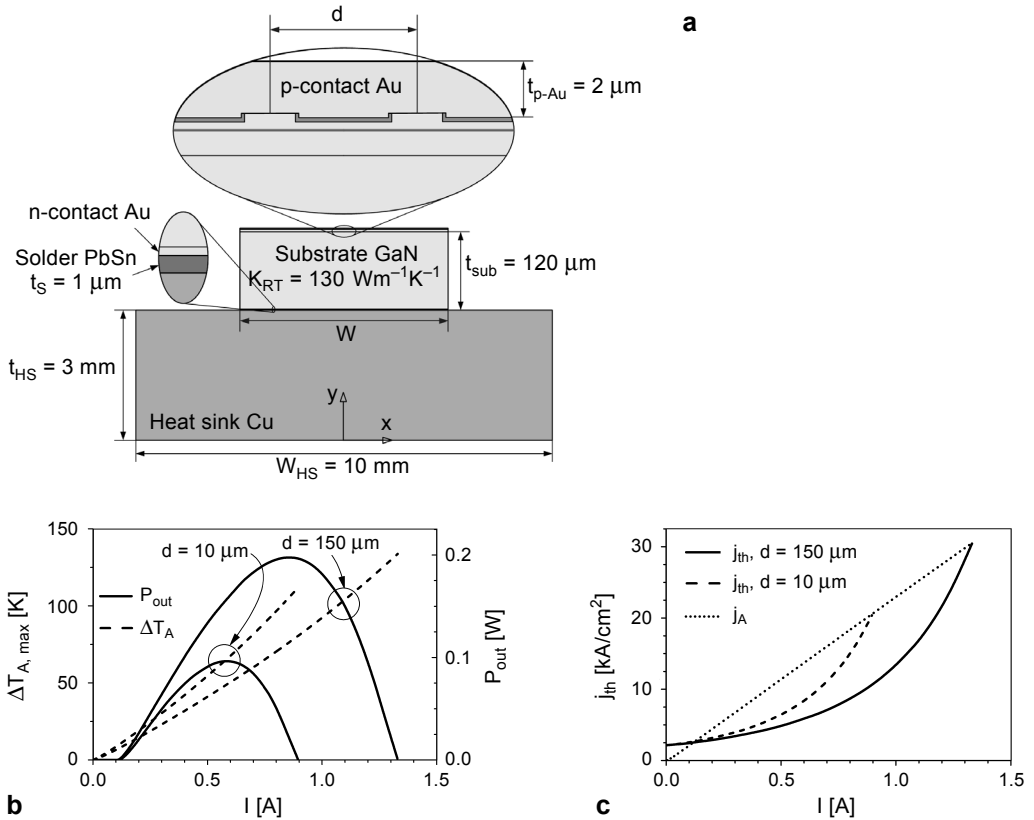 a
d
p-contact Au
t_p-Au = 2 μm
n-contact Au
Solder PbSn
t_S = 1 μm
Substrate GaN
K_RT = 130 Wm⁻¹K⁻¹
t_sub = 120 μm
W
t_HS = 3 mm
y
x
Heat sink Cu
W_HS = 10 mm
150
100
50
0
ΔT_A, max [K]
d = 10 μm
d = 150 μm
P_out
ΔT_A
0.2
0.1
0.0
P_out [W]
0.0 0.5 1.0 1.5
I [A]
b
30
20
10
0
j_th [kA/cm²]
j_th, d = 150 μm
j_th, d = 10 μm
j_A
0.0 0.5 1.0 1.5
I [A]
c